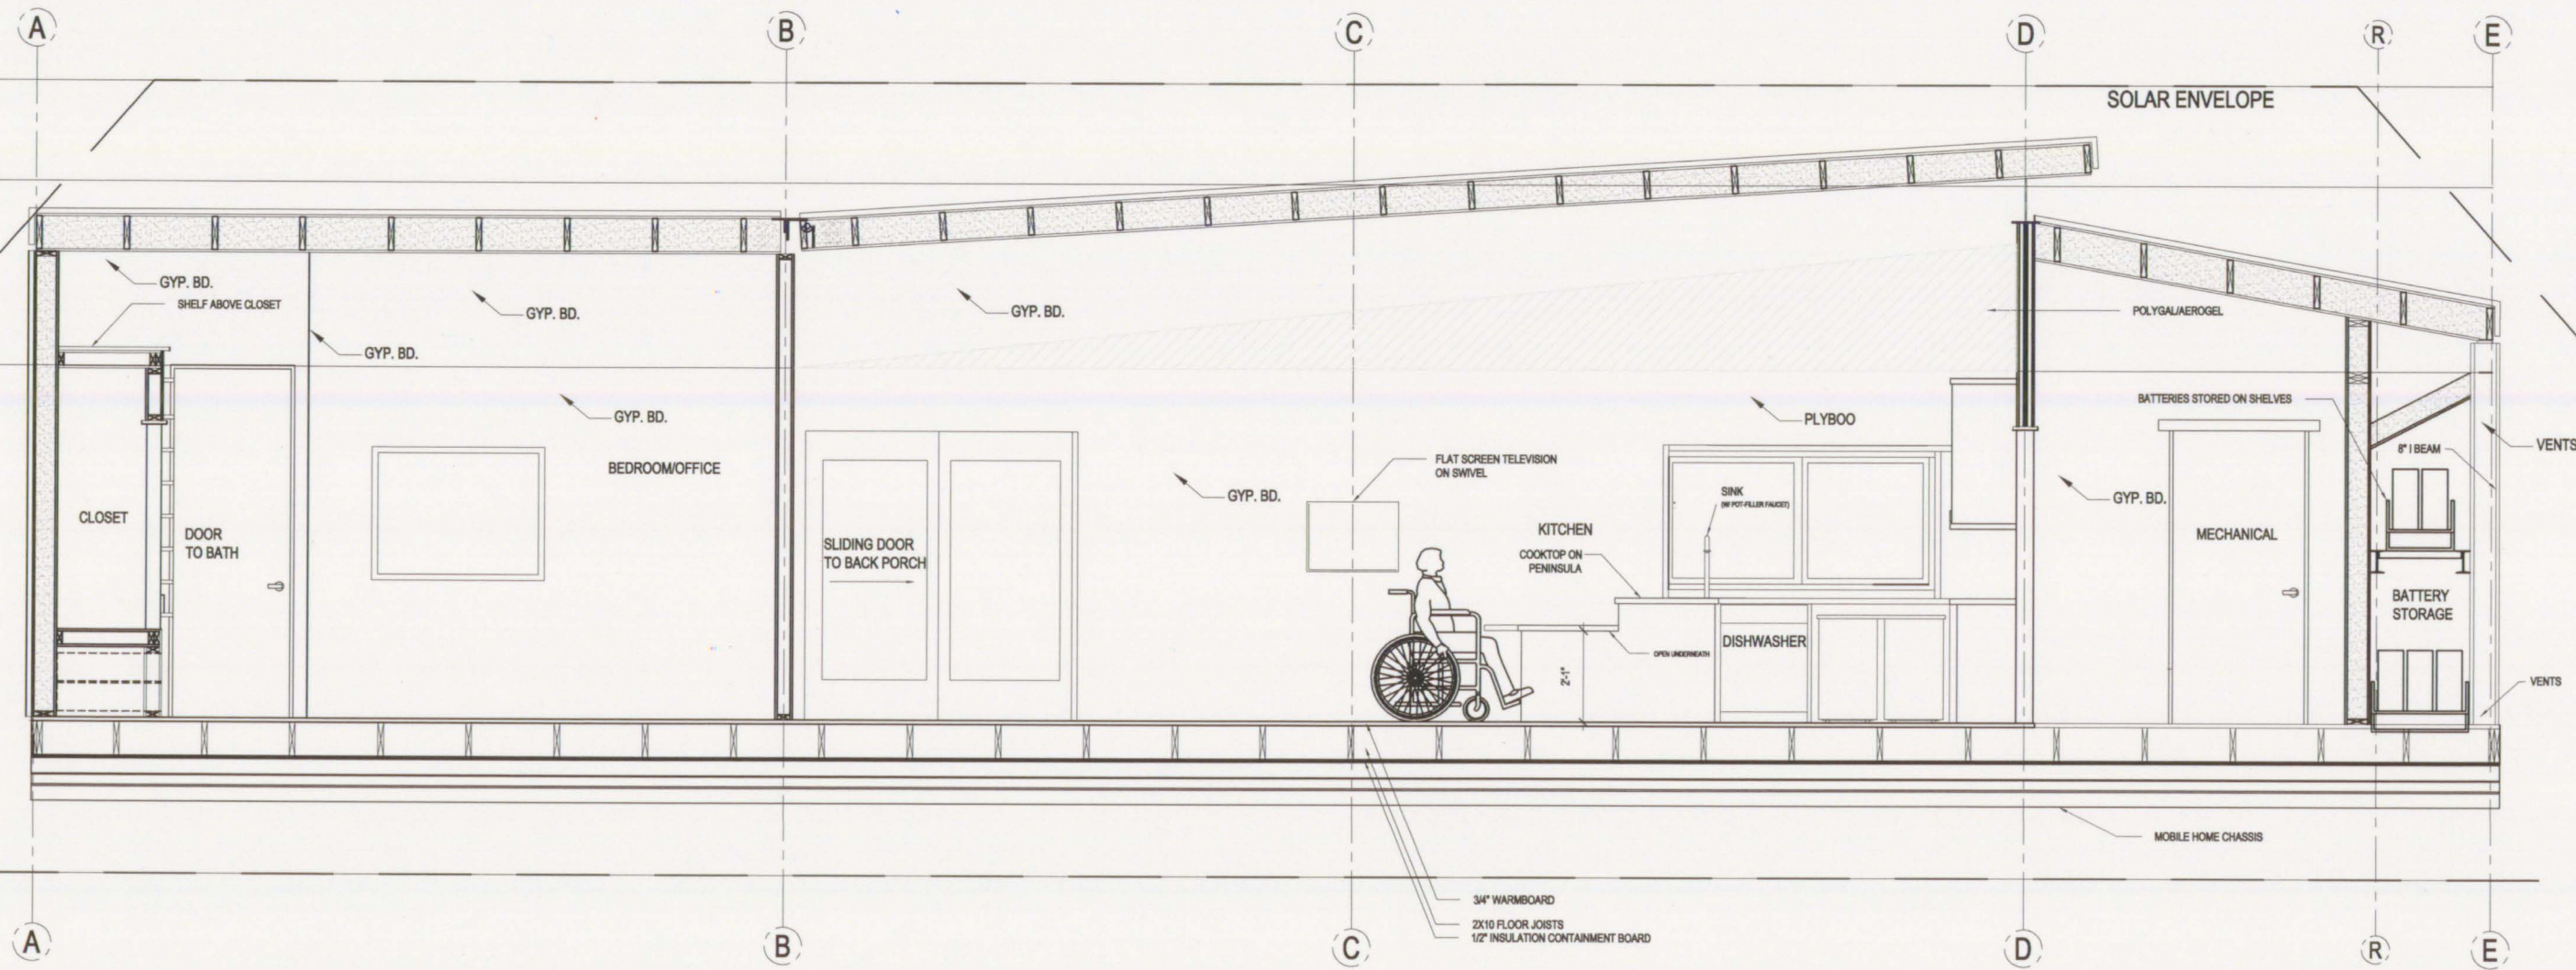 A
B
C
D
R
E
SOLAR ENVELOPE
GYP. BD.
SHELF ABOVE CLOSET
GYP. BD.
GYP. BD.
POLYGAL/AEROGEL
GYP. BD.
BATTERIES STORED ON SHELVES
GYP. BD.
PLYBOO
8" I BEAM
VENTS
BEDROOM/OFFICE
FLAT SCREEN TELEVISION
ON SWIVEL
GYP. BD.
SINK
(W/ POT-FILLER FAUCET)
GYP. BD.
CLOSET
DOOR
TO BATH
SLIDING DOOR
TO BACK PORCH
KITCHEN
COOKTOP ON
PENINSULA
MECHANICAL
BATTERY
STORAGE
DISHWASHER
OPEN UNDERNEATH
2'-1"
VENTS
MOBILE HOME CHASSIS
3/4" WARMBOARD
2X10 FLOOR JOISTS
1/2" INSULATION CONTAINMENT BOARD
A
B
C
D
R
E